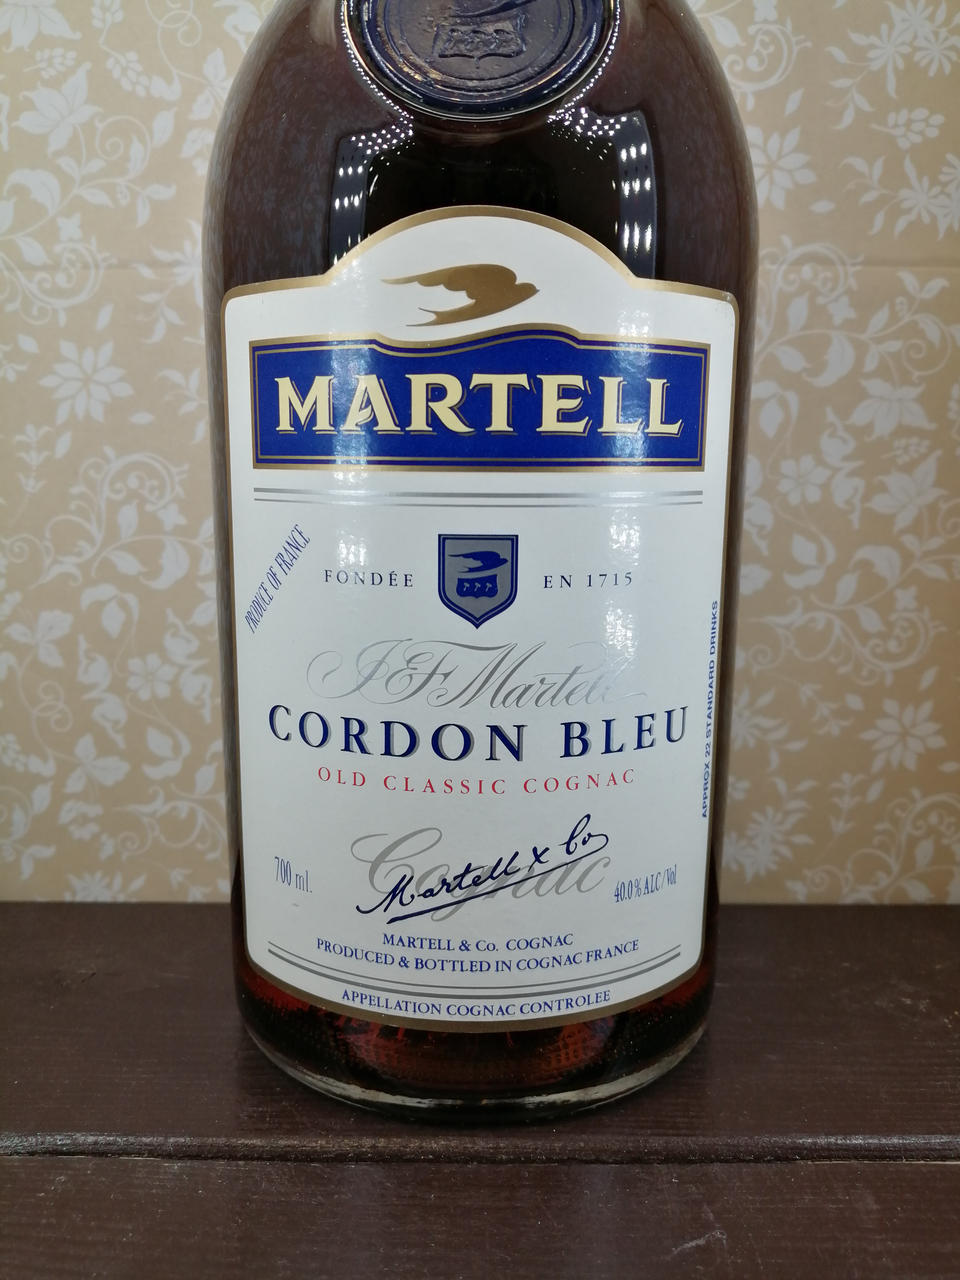 MARTELL
PRODUCE OF FRANCE
FONDÉE EN 1715
J&F Martell
CORDON BLEU
OLD CLASSIC COGNAC
APPROX 22 STANDARD DRINKS
Cognac
Martell & Co
700 ml.
40.0% ALC/Vol
MARTELL & Co. COGNAC
PRODUCED & BOTTLED IN COGNAC FRANCE
APPELLATION COGNAC CONTROLEE